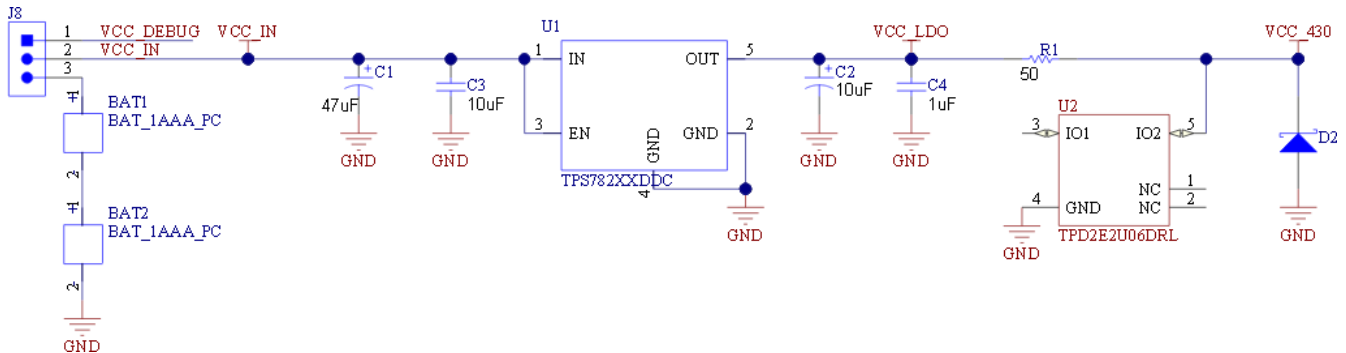 J8
1 VCC_DEBUG
2 VCC_IN
3
VCC_IN
+1
BAT1
BAT_1AAA_PC
2
+1
BAT2
BAT_1AAA_PC
2
GND
+ C1
47uF
GND
C3
10uF
GND
U1
1 IN
OUT 5
3 EN
GND 2
GND
4
TPS782XXDDC
GND
+ C2
10uF
GND
VCC_LDO
C4
1uF
GND
R1
50
U2
3 IO1
IO2 5
NC 1
4 GND
NC 2
TPD2E2U06DRL
GND
VCC_430
D2
GND